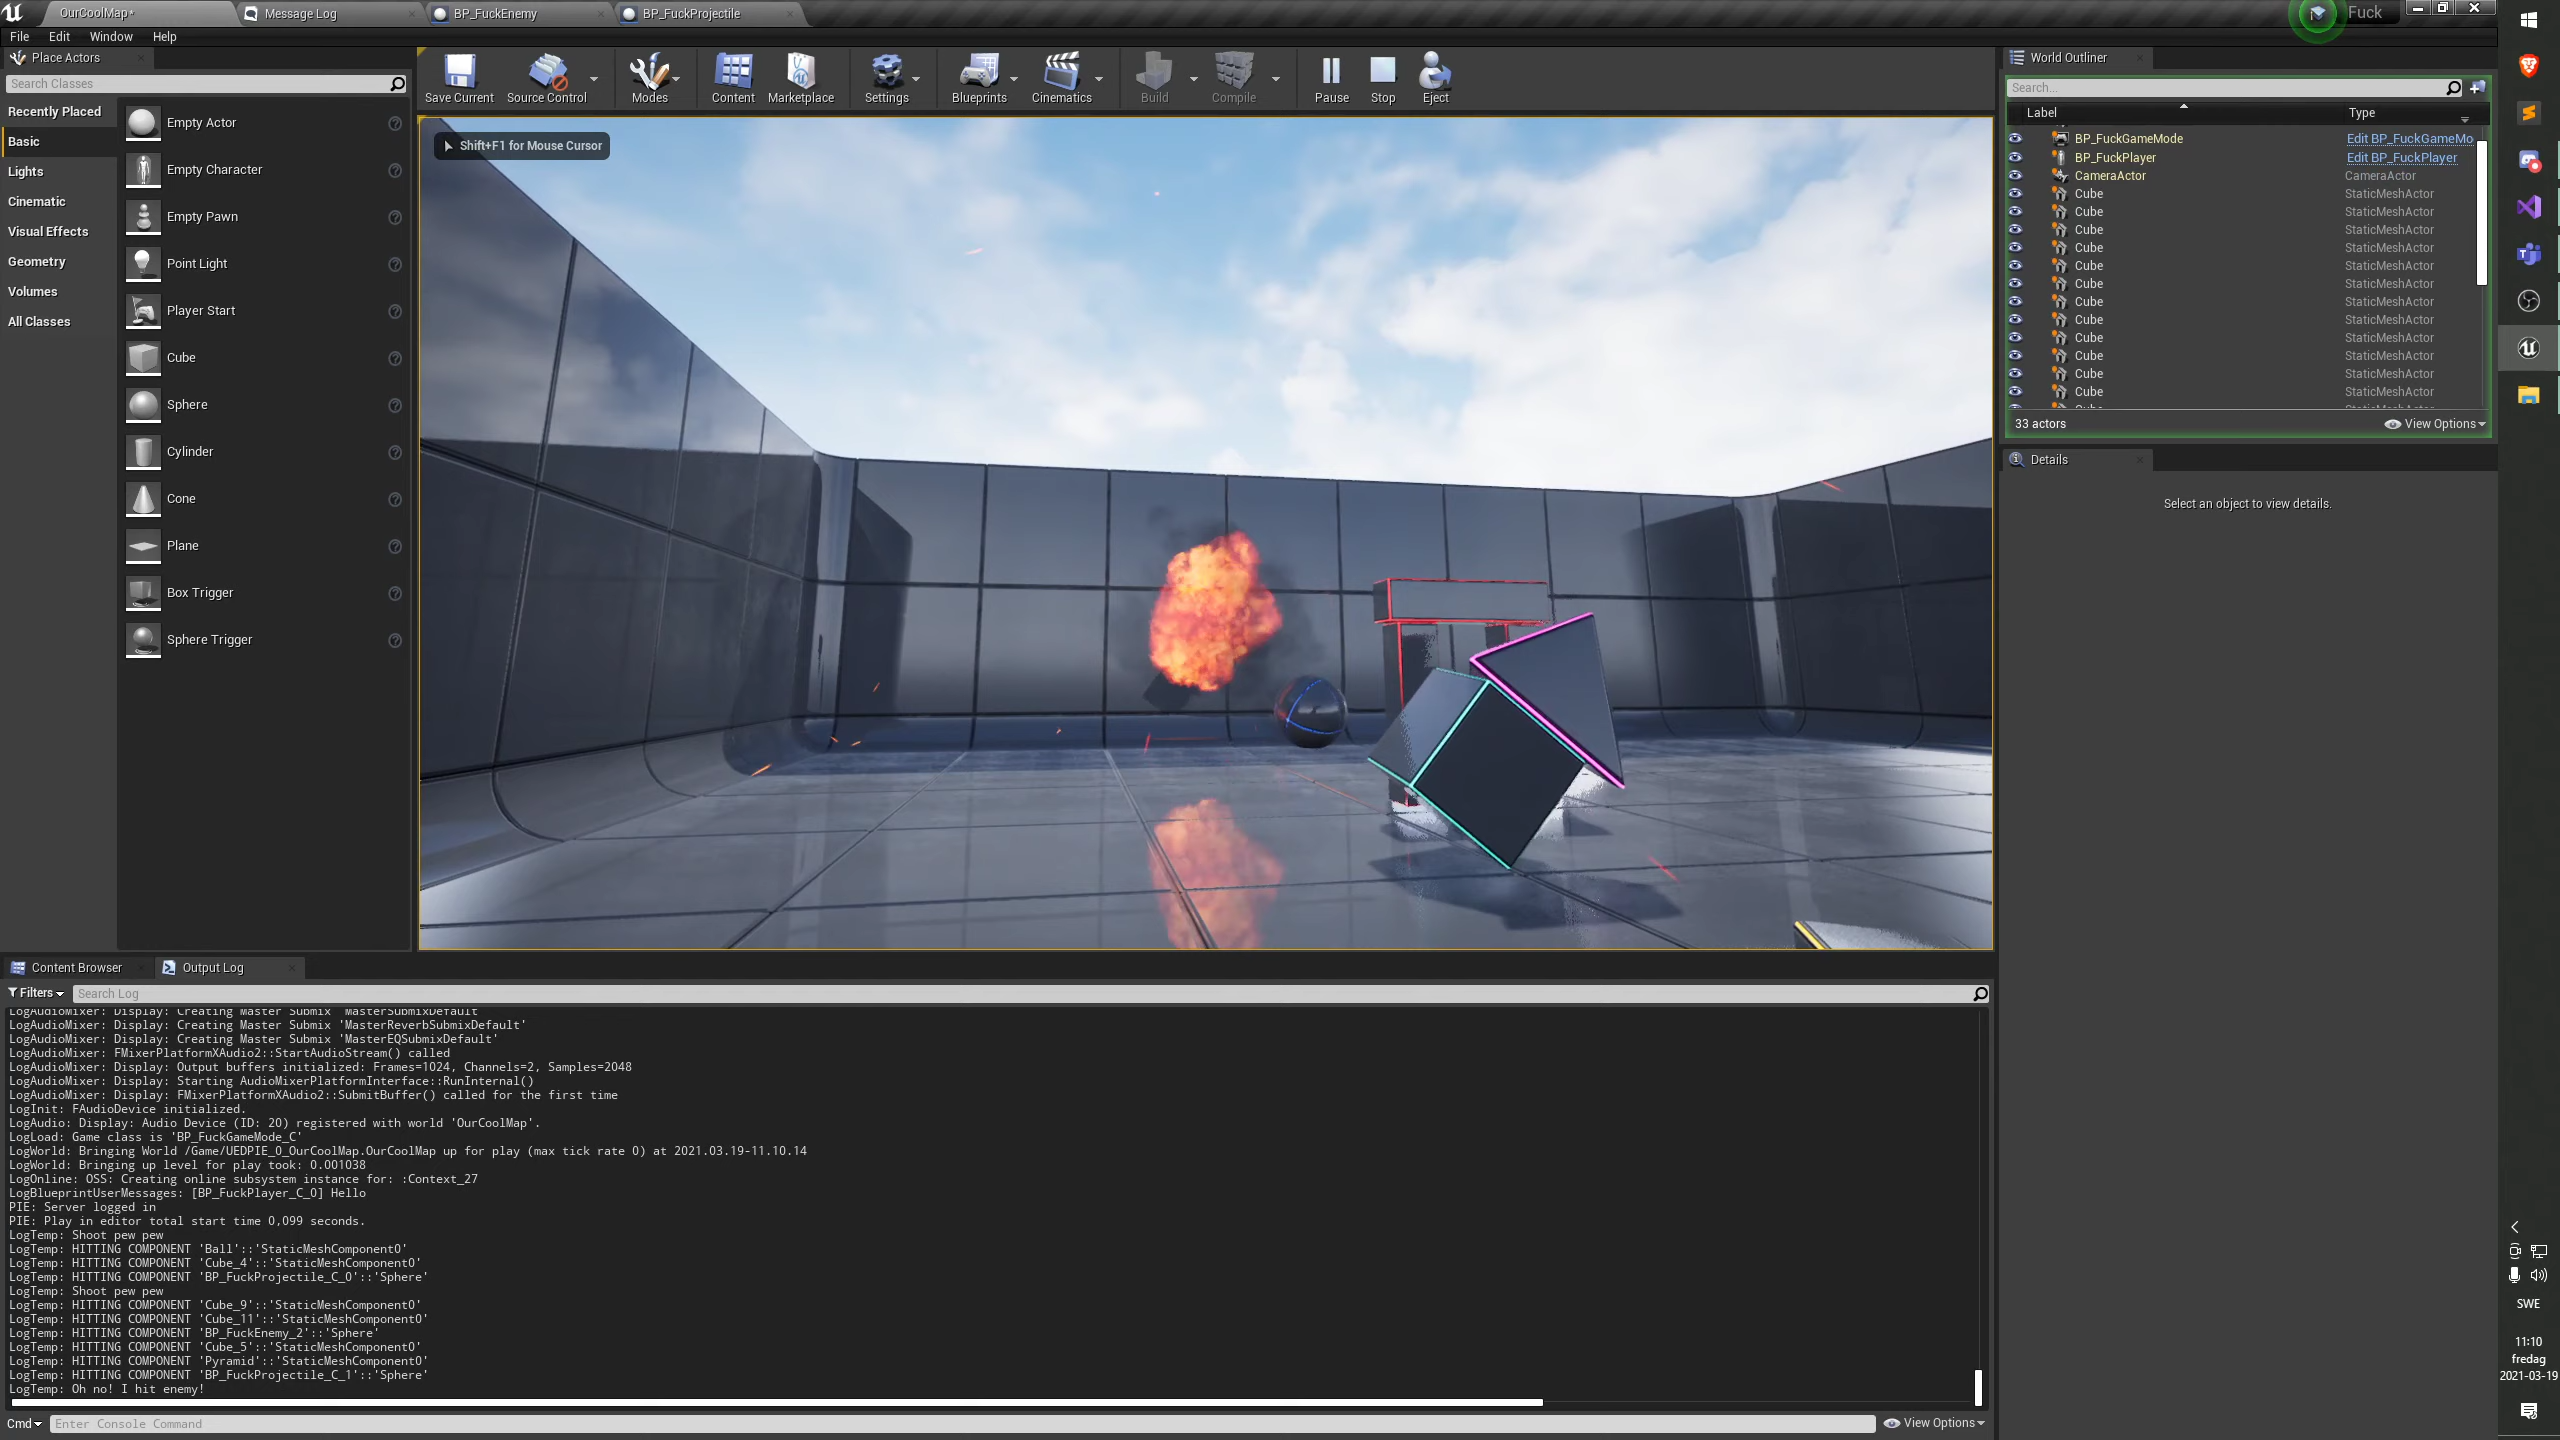 OurCoolMap*
Message Log
BP_FuckEnemy
BP_FuckProjectile
Fuck
File
Edit
Window
Help
Place Actors
Search Classes
Recently Placed
Basic
Lights
Cinematic
Visual Effects
Geometry
Volumes
All Classes
Empty Actor
Empty Character
Empty Pawn
Point Light
Player Start
Cube
Sphere
Cylinder
Cone
Plane
Box Trigger
Sphere Trigger
Save Current
Source Control
Modes
Content
Marketplace
Settings
Blueprints
Cinematics
Build
Compile
Pause
Stop
Eject
Shift+F1 for Mouse Cursor
World Outliner
Search...
Label Type
BP_FuckGameMode Edit BP_FuckGameMo
BP_FuckPlayer Edit BP_FuckPlayer
CameraActor CameraActor
Cube StaticMeshActor
Cube StaticMeshActor
Cube StaticMeshActor
Cube StaticMeshActor
Cube StaticMeshActor
Cube StaticMeshActor
Cube StaticMeshActor
Cube StaticMeshActor
Cube StaticMeshActor
Cube StaticMeshActor
Cube StaticMeshActor
Cube StaticMeshActor
33 actors
View Options
Details
Select an object to view details.
Content Browser
Output Log
Filters
Search Log
LogAudioMixer: Display: Creating Master Submix 'MasterSubmixDefault'
LogAudioMixer: Display: Creating Master Submix 'MasterReverbSubmixDefault'
LogAudioMixer: Display: Creating Master Submix 'MasterEQSubmixDefault'
LogAudioMixer: FMixerPlatformXAudio2::StartAudioStream() called
LogAudioMixer: Display: Output buffers initialized: Frames=1024, Channels=2, Samples=2048
LogAudioMixer: Display: Starting AudioMixerPlatformInterface::RunInternal()
LogAudioMixer: Display: FMixerPlatformXAudio2::SubmitBuffer() called for the first time
LogInit: FAudioDevice initialized.
LogAudio: Display: Audio Device (ID: 20) registered with world 'OurCoolMap'.
LogLoad: Game class is 'BP_FuckGameMode_C'
LogWorld: Bringing World /Game/UEDPIE_0_OurCoolMap.OurCoolMap up for play (max tick rate 0) at 2021.03.19-11.10.14
LogWorld: Bringing up level for play took: 0.001038
LogOnline: OSS: Creating online subsystem instance for: :Context_27
LogBlueprintUserMessages: [BP_FuckPlayer_C_0] Hello
PIE: Server logged in
PIE: Play in editor total start time 0,099 seconds.
LogTemp: Shoot pew pew
LogTemp: HITTING COMPONENT 'Ball'::'StaticMeshComponent0'
LogTemp: HITTING COMPONENT 'Cube_4'::'StaticMeshComponent0'
LogTemp: HITTING COMPONENT 'BP_FuckProjectile_C_0'::'Sphere'
LogTemp: Shoot pew pew
LogTemp: HITTING COMPONENT 'Cube_9'::'StaticMeshComponent0'
LogTemp: HITTING COMPONENT 'Cube_11'::'StaticMeshComponent0'
LogTemp: HITTING COMPONENT 'BP_FuckEnemy_2'::'Sphere'
LogTemp: HITTING COMPONENT 'Cube_5'::'StaticMeshComponent0'
LogTemp: HITTING COMPONENT 'Pyramid'::'StaticMeshComponent0'
LogTemp: HITTING COMPONENT 'BP_FuckProjectile_C_1'::'Sphere'
LogTemp: Oh no! I hit enemy!
Cmd
Enter Console Command
View Options
SWE
11:10
fredag
2021-03-19